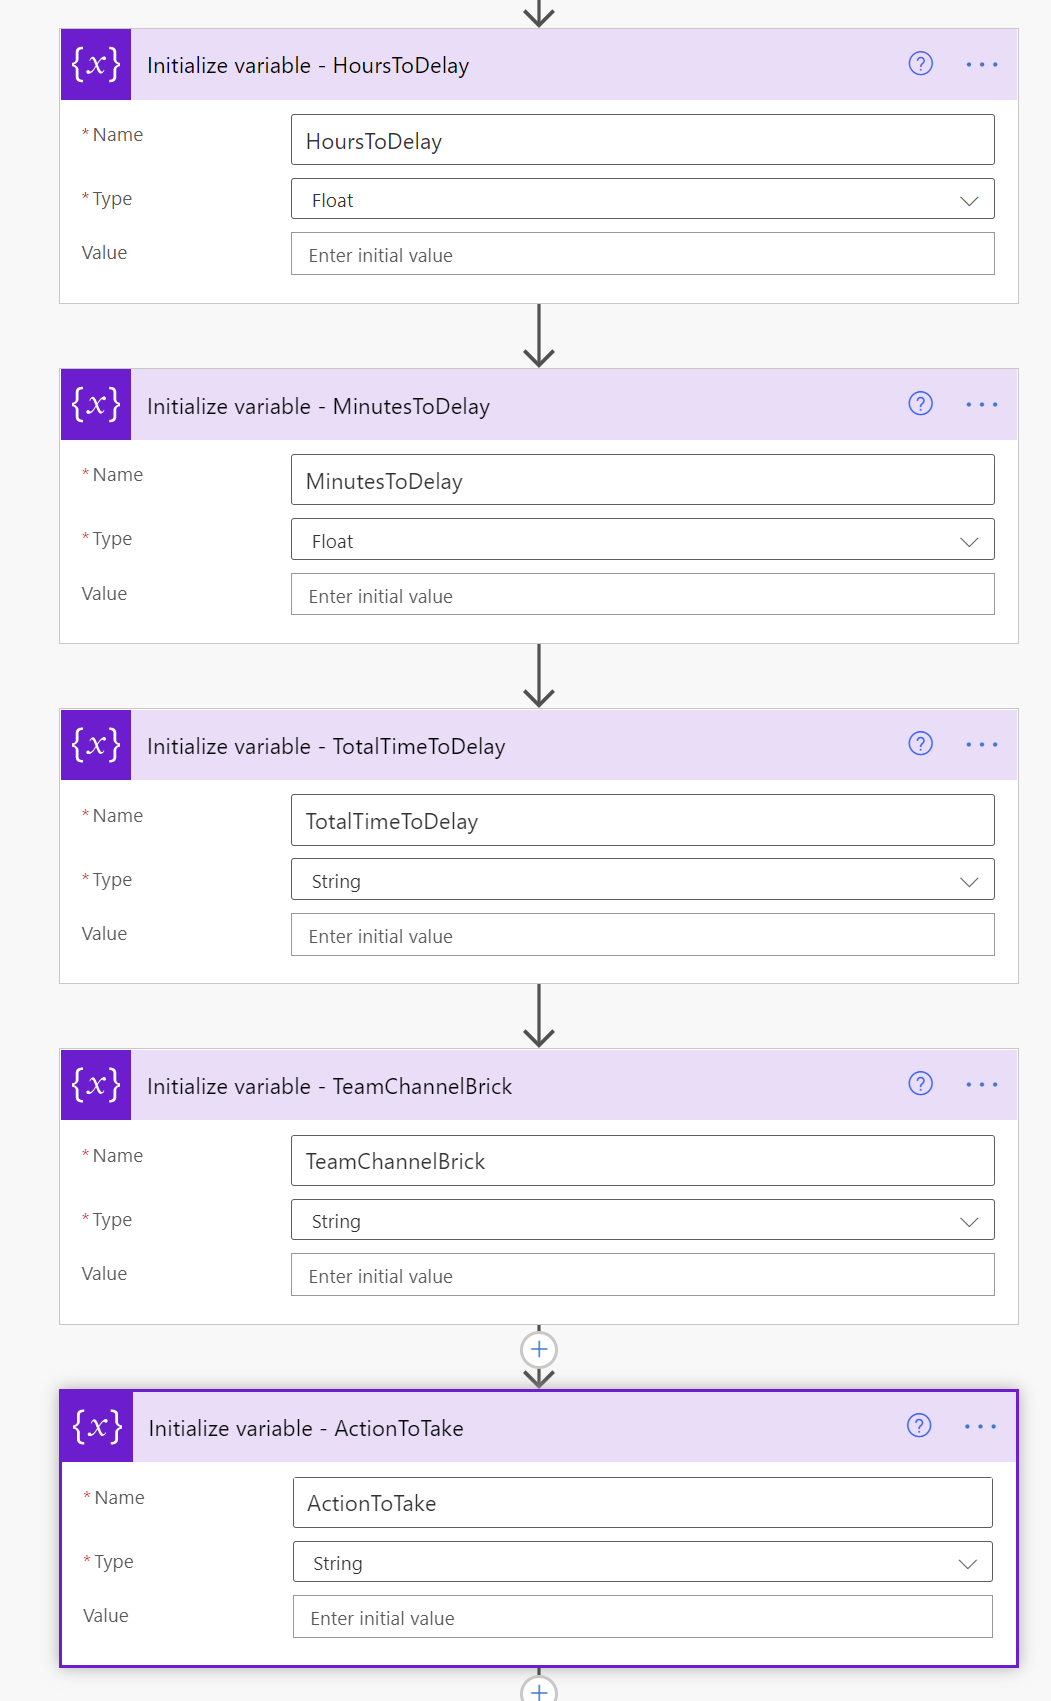 {x} Initialize variable - HoursToDelay ? ...
* Name HoursToDelay
* Type Float
Value Enter initial value
{x} Initialize variable - MinutesToDelay ? ...
* Name MinutesToDelay
* Type Float
Value Enter initial value
{x} Initialize variable - TotalTimeToDelay ? ...
* Name TotalTimeToDelay
* Type String
Value Enter initial value
{x} Initialize variable - TeamChannelBrick ? ...
* Name TeamChannelBrick
* Type String
Value Enter initial value
{x} Initialize variable - ActionToTake ? ...
* Name ActionToTake
* Type String
Value Enter initial value